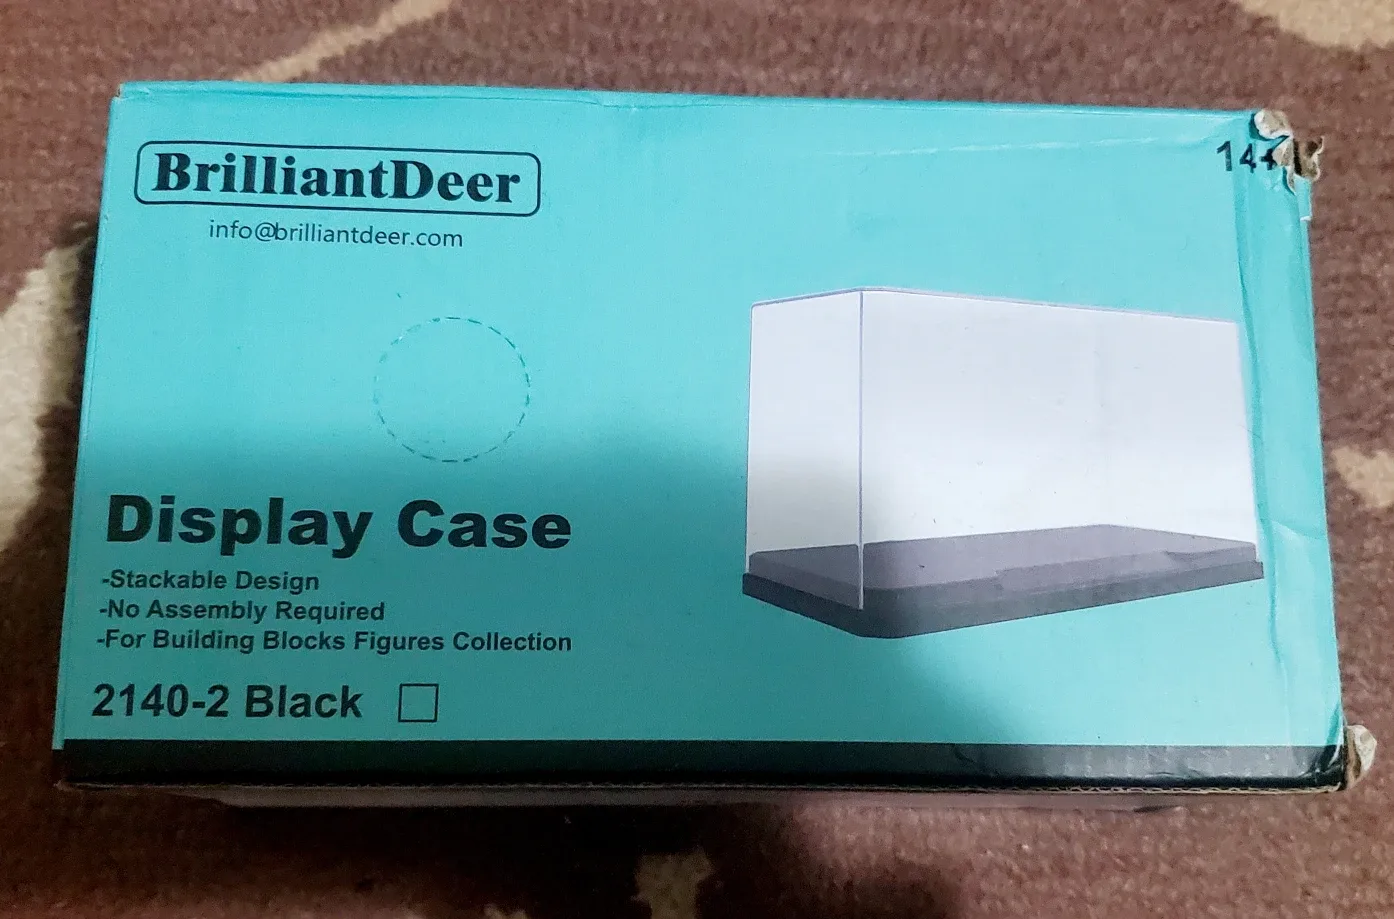 BrilliantDeer
info@brilliantdeer.com
14+
Display Case
-Stackable Design
-No Assembly Required
-For Building Blocks Figures Collection
2140-2 Black